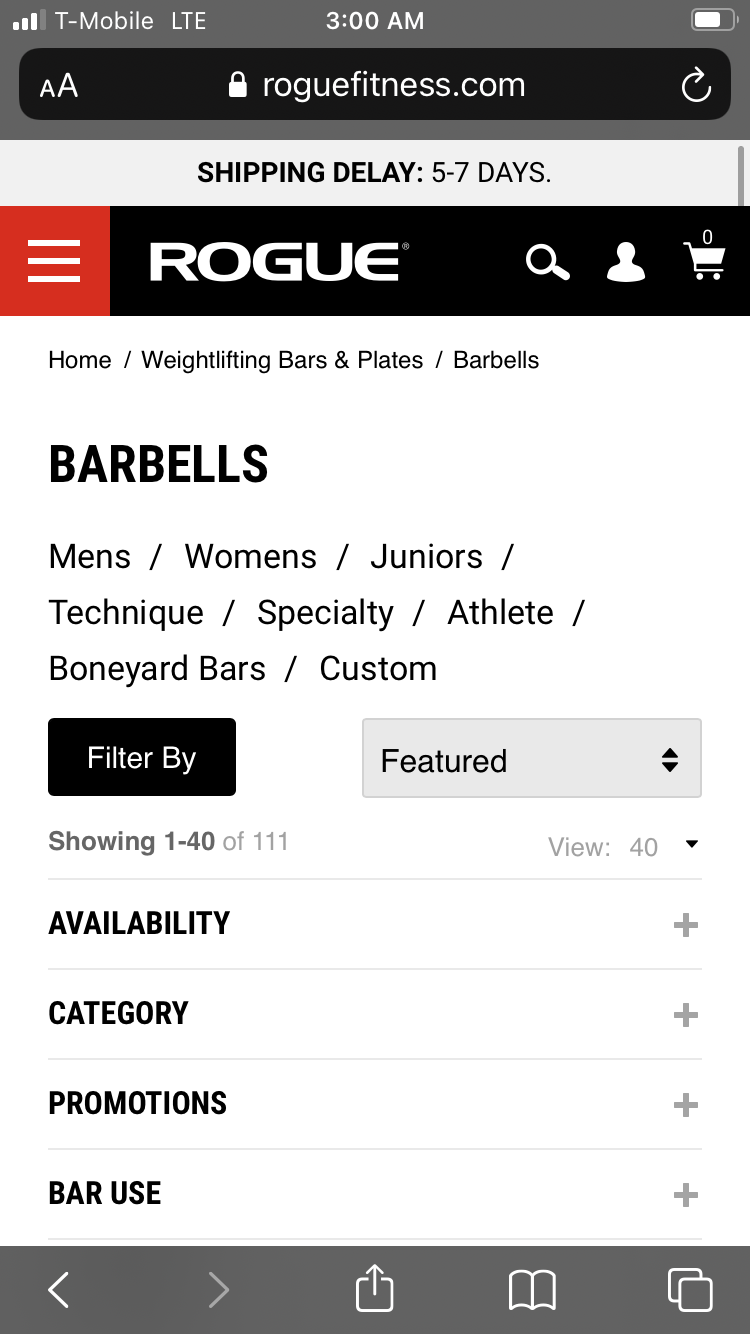 T-Mobile LTE 3:00 AM
AA roguefitness.com
SHIPPING DELAY: 5-7 DAYS.
ROGUE® 0
Home / Weightlifting Bars & Plates / Barbells
BARBELLS
Mens / Womens / Juniors /
Technique / Specialty / Athlete /
Boneyard Bars / Custom
Filter By Featured
Showing 1-40 of 111 View: 40
AVAILABILITY +
CATEGORY +
PROMOTIONS +
BAR USE +